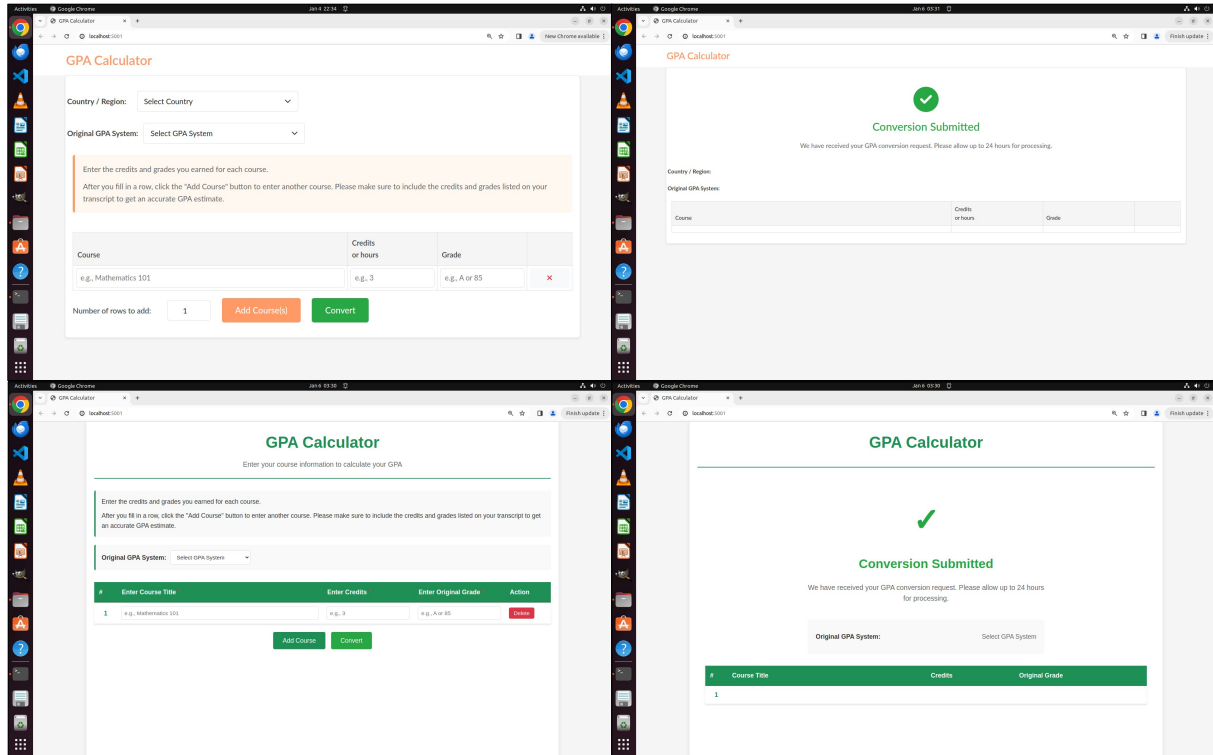 Activities Google Chrome Jan 4 22:34
GPA Calculator
localhost:5001 New Chrome available
GPA Calculator
Country / Region: Select Country
Original GPA System: Select GPA System
Enter the credits and grades you earned for each course.
After you fill in a row, click the "Add Course" button to enter another course. Please make sure to include the credits and grades listed on your
transcript to get an accurate GPA estimate.
Credits
Course or hours Grade
e.g., Mathematics 101 e.g., 3 e.g., A or 85 ×
Number of rows to add: 1 Add Course(s) Convert
Activities Google Chrome Jan 6 03:31
GPA Calculator
localhost:5001 Finish update
GPA Calculator
Conversion Submitted
We have received your GPA conversion request. Please allow up to 24 hours for processing.
Country / Region:
Original GPA System:
Credits
Course or hours Grade
Activities Google Chrome Jan 6 03:30
GPA Calculator
localhost:5001 Finish update
GPA Calculator
Enter your course information to calculate your GPA
Enter the credits and grades you earned for each course.
After you fill in a row, click the "Add Course" button to enter another course. Please make sure to include the credits and grades listed on your transcript to get
an accurate GPA estimate.
Original GPA System: Select GPA System
# Enter Course Title Enter Credits Enter Original Grade Action
1 e.g., Mathematics 101 e.g., 3 e.g., A or 85 Delete
Add Course Convert
Activities Google Chrome Jan 6 03:30
GPA Calculator
localhost:5001 Finish update
GPA Calculator
Conversion Submitted
We have received your GPA conversion request. Please allow up to 24 hours
for processing.
Original GPA System: Select GPA System
# Course Title Credits Original Grade
1